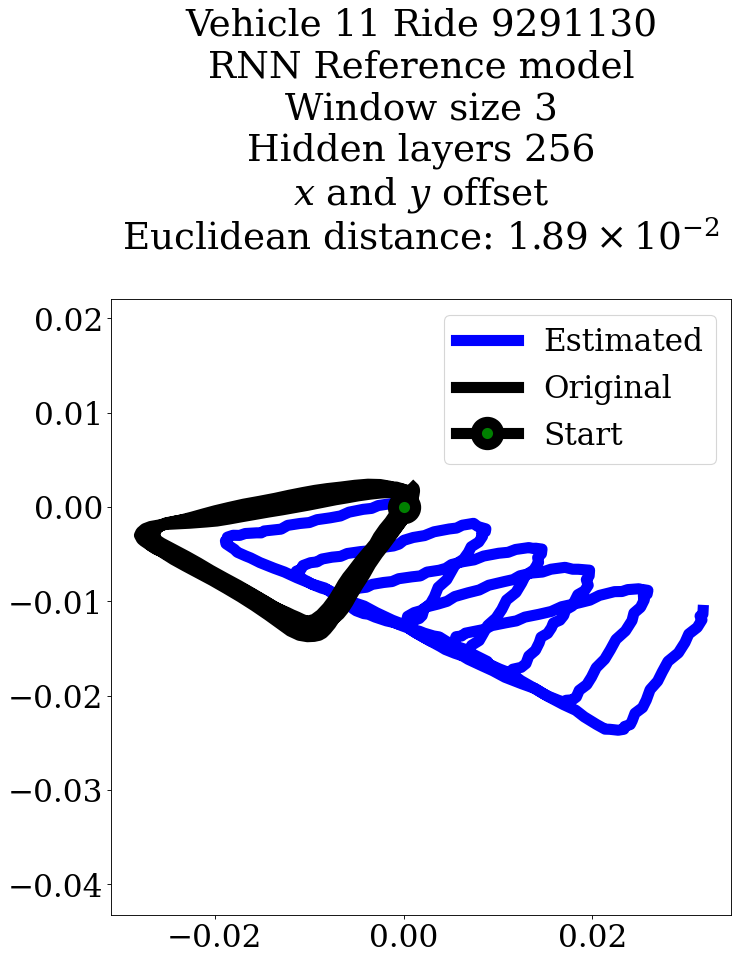 Vehicle 11 Ride 9291130
RNN Reference model
Window size 3
Hidden layers 256
x and y offset
Euclidean distance: 1.89 × 10⁻²
0.02
0.01
0.00
−0.01
−0.02
−0.03
−0.04
Estimated
Original
Start
−0.02 0.00 0.02